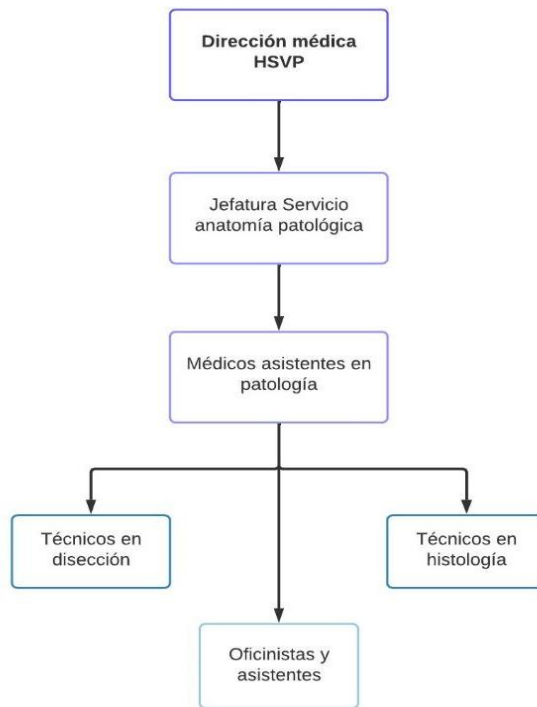 Dirección médica
HSVP
Jefatura Servicio
anatomía patológica
Médicos asistentes en
patología
Técnicos en
disección
Técnicos en
histología
Oficinistas y
asistentes